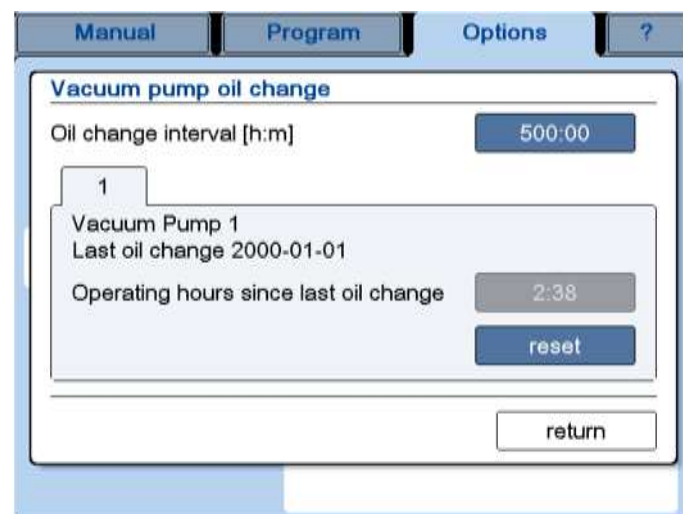 Manual Program Options ?
Vacuum pump oil change
Oil change interval [h:m] 500:00
1
Vacuum Pump 1
Last oil change 2000-01-01
Operating hours since last oil change 2:38
reset
return